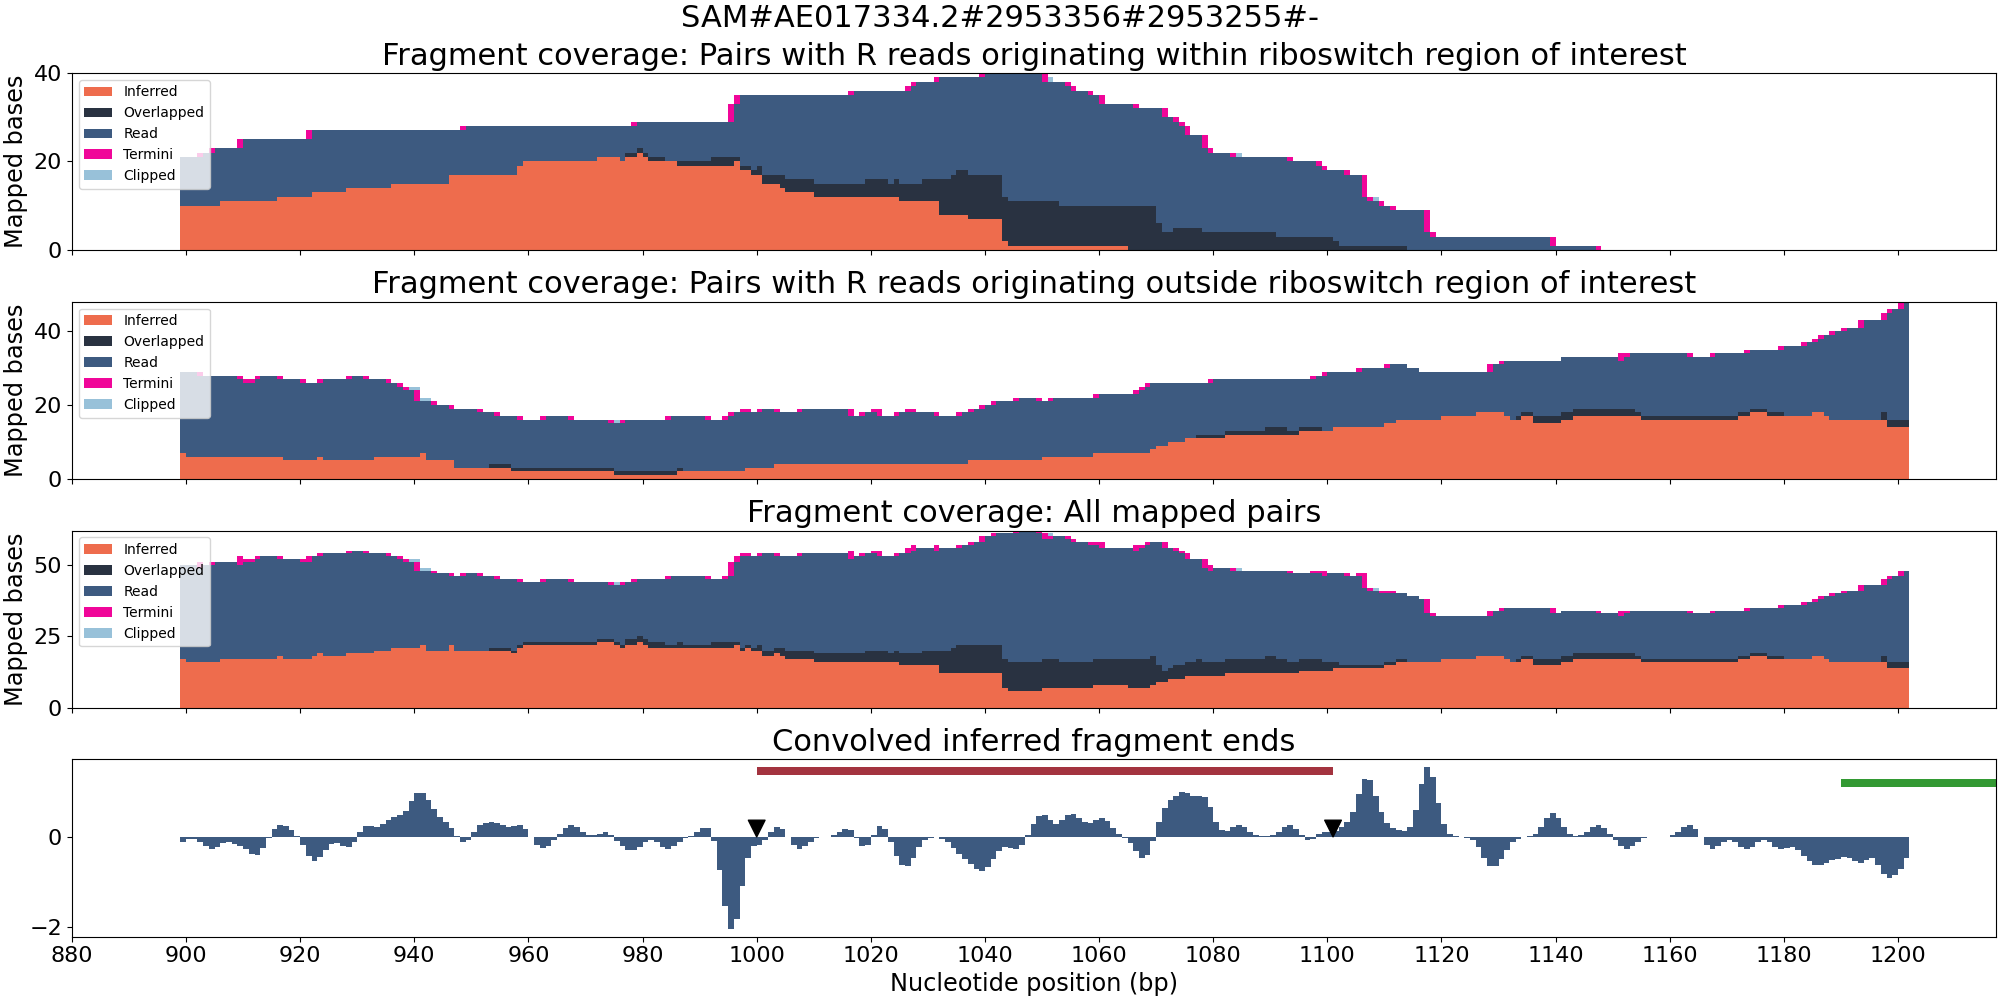 SAM#AE017334.2#2953356#2953255#-
Fragment coverage: Pairs with R reads originating within riboswitch region of interest
Mapped bases
40
20
0
Inferred
Overlapped
Read
Termini
Clipped
Fragment coverage: Pairs with R reads originating outside riboswitch region of interest
Mapped bases
40
20
0
Inferred
Overlapped
Read
Termini
Clipped
Fragment coverage: All mapped pairs
Mapped bases
50
25
0
Inferred
Overlapped
Read
Termini
Clipped
Convolved inferred fragment ends
0
−2
880 900 920 940 960 980 1000 1020 1040 1060 1080 1100 1120 1140 1160 1180 1200
Nucleotide position (bp)